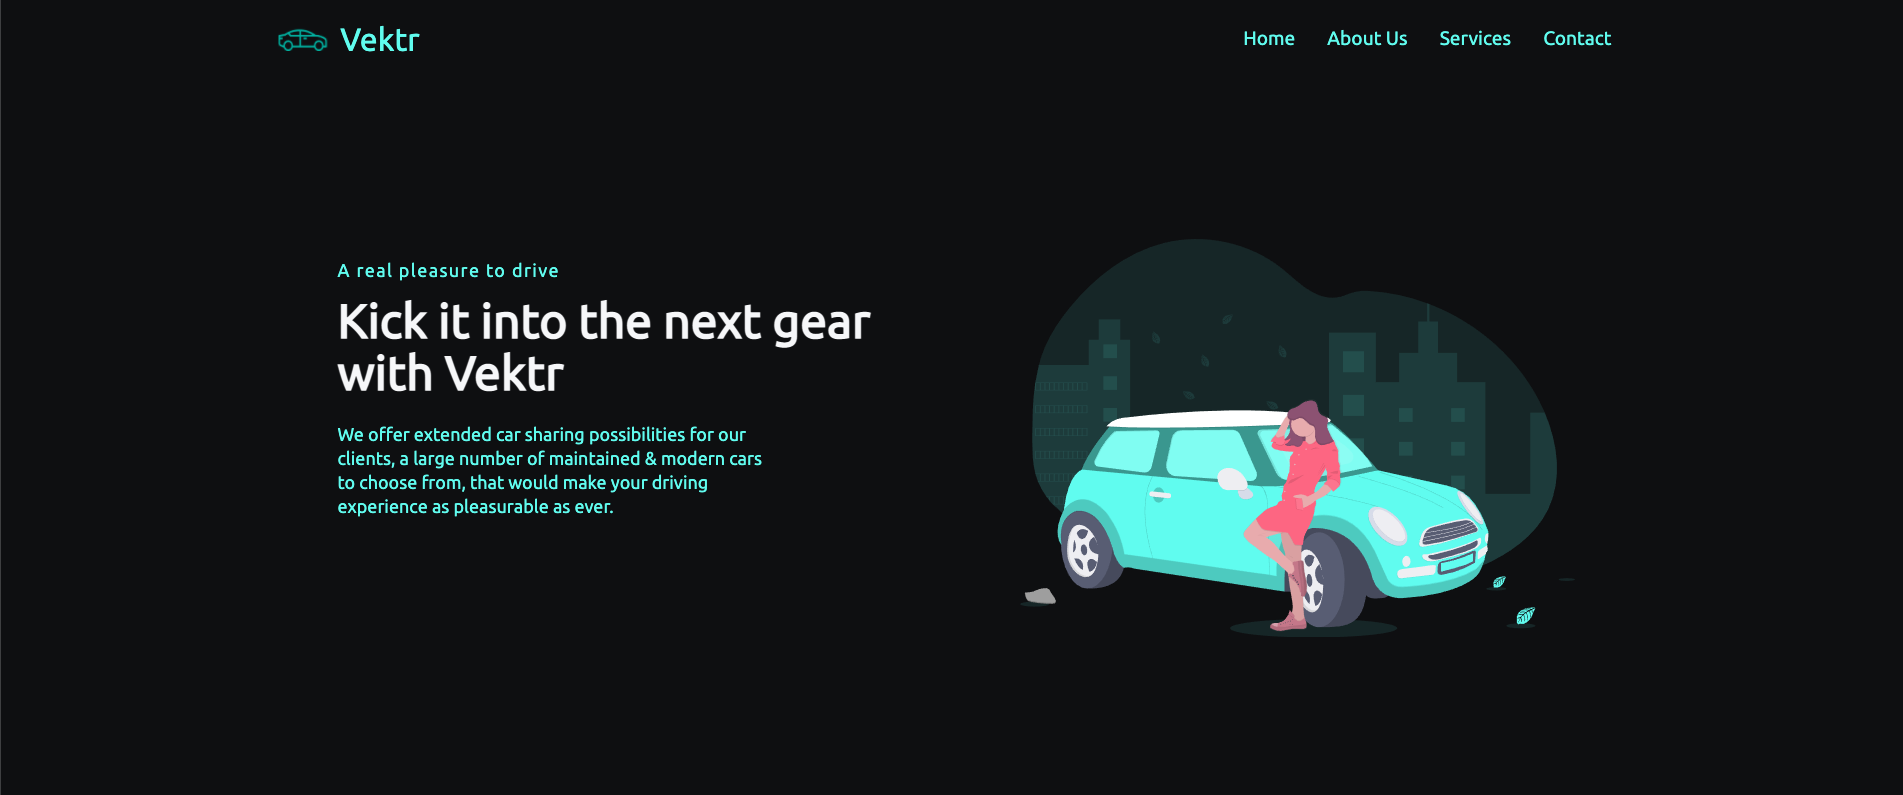 Vektr
Home
About Us
Services
Contact
A real pleasure to drive
Kick it into the next gear
with Vektr
We offer extended car sharing possibilities for our
clients, a large number of maintained & modern cars
to choose from, that would make your driving
experience as pleasurable as ever.